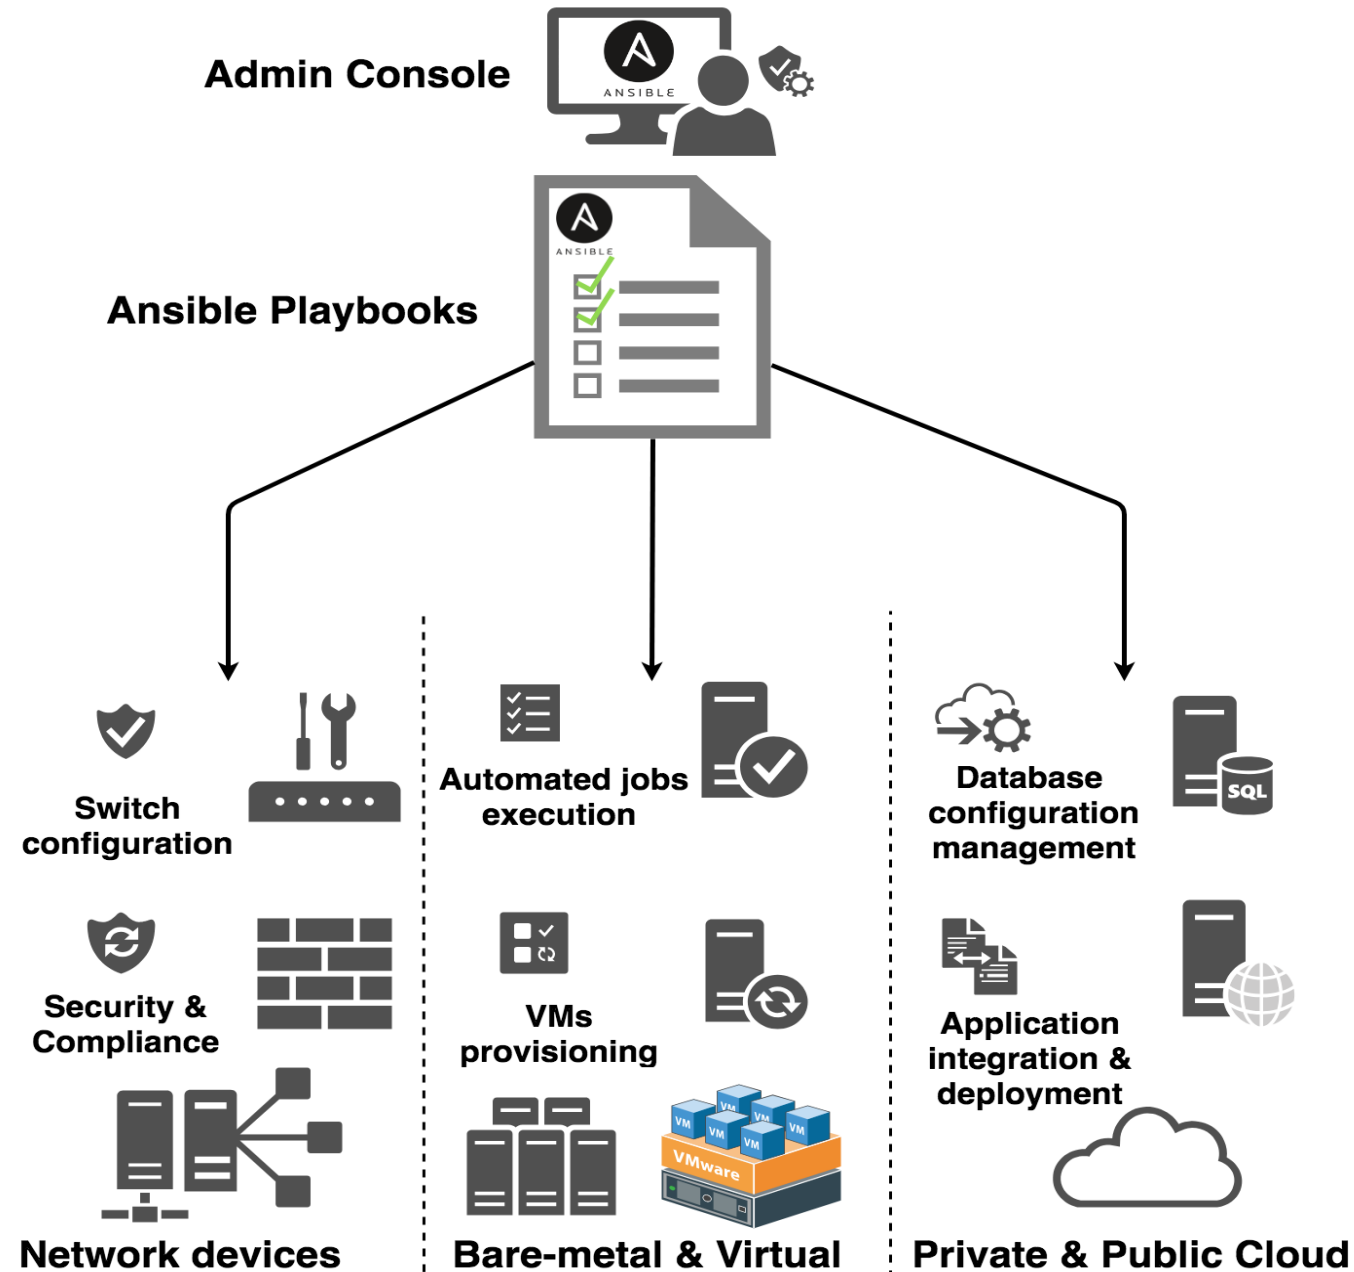 Admin Console
ANSIBLE
ANSIBLE
Ansible Playbooks
Switch
configuration
Security &
Compliance
Network devices
Automated jobs
execution
VMs
provisioning
VM
VM
VM
VM
VM
VM
VMware
Bare-metal & Virtual
Database
configuration
management
SQL
Application
integration &
deployment
Private & Public Cloud